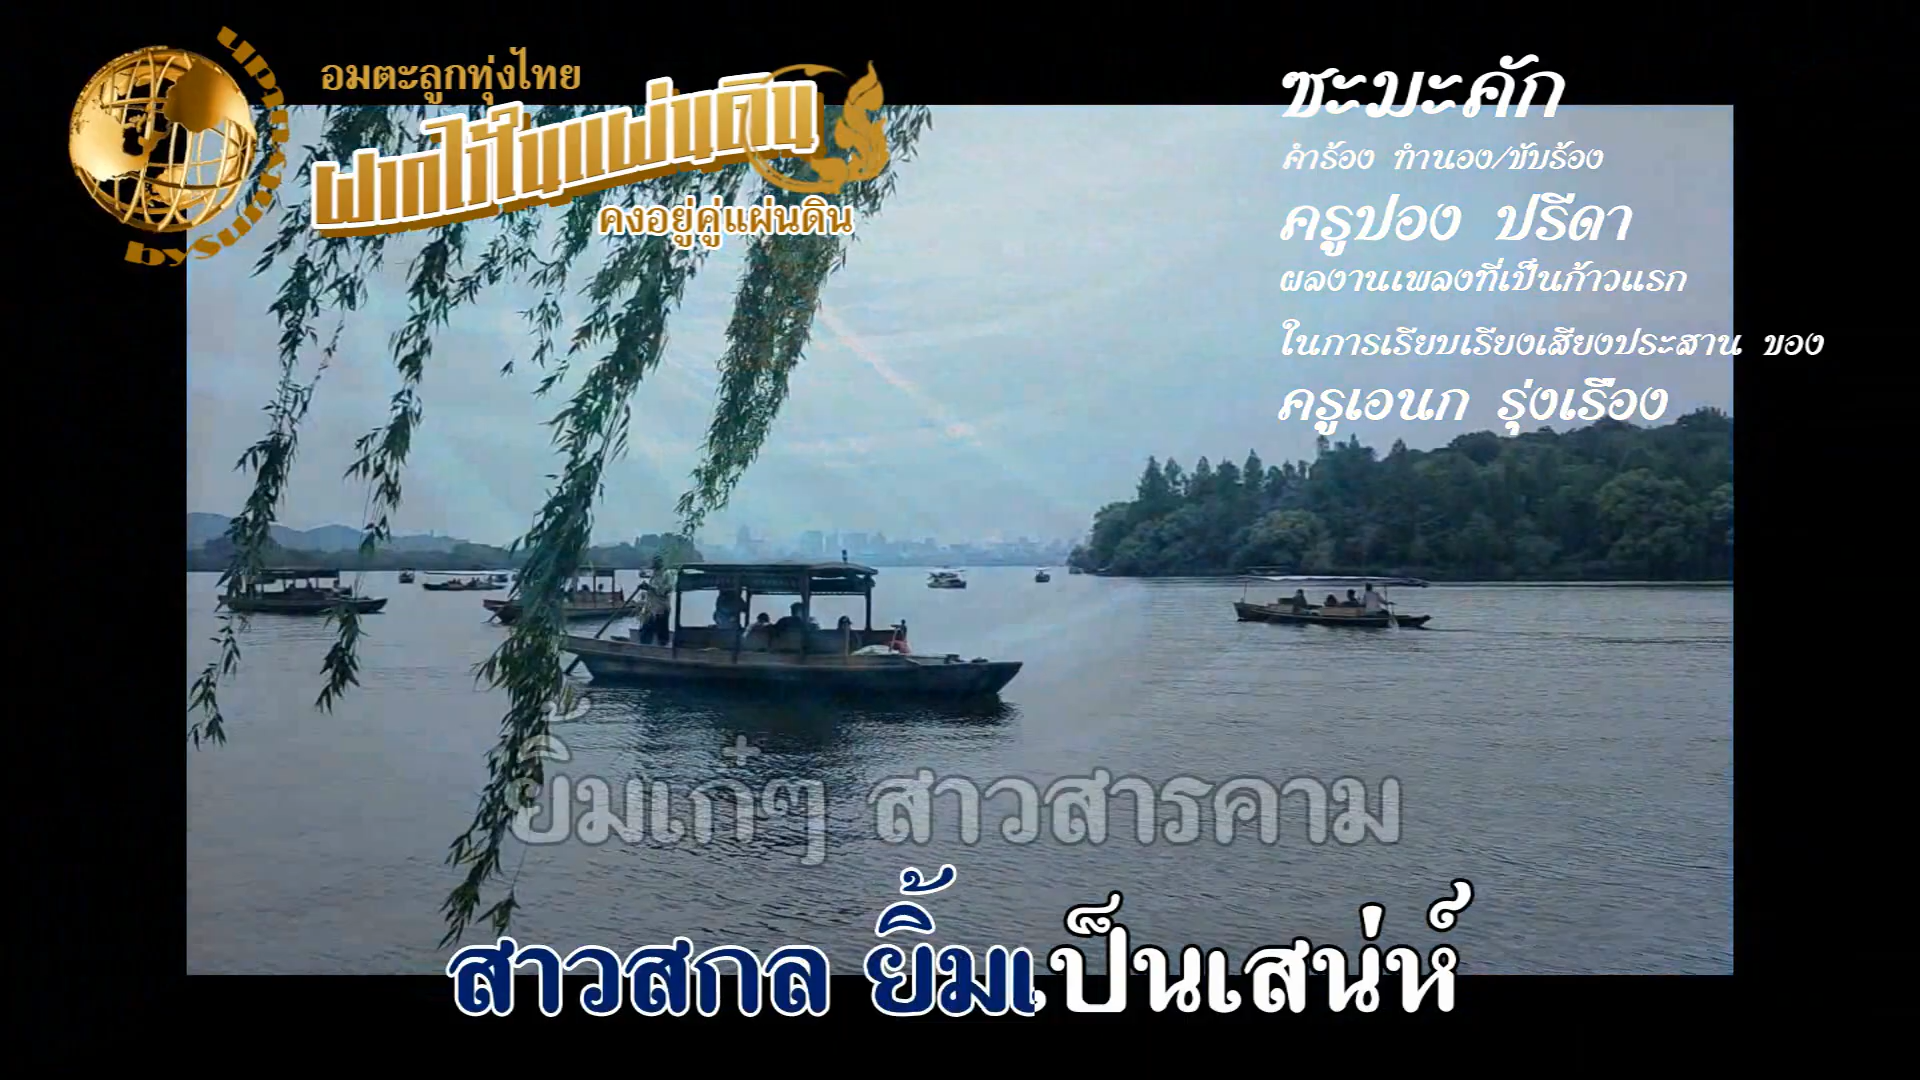 อมตะลูกทุ่งไทย
ฝากไว้ในแผ่นดิน
คงอยู่คู่แผ่นดิน
ซะมะคัก
คำร้อง ทำนอง/ขับร้อง
ครูปอง ปรีดา
ผลงานเพลงที่เป็นก้าวแรก
ในการเรียบเรียงเสียงประสาน ของ
ครูเอนก รุ่งเรือง
ยิ้มเก๋ๆ สาวสารคาม
สาวสกล ยิ้มเป็นเสน่ห์